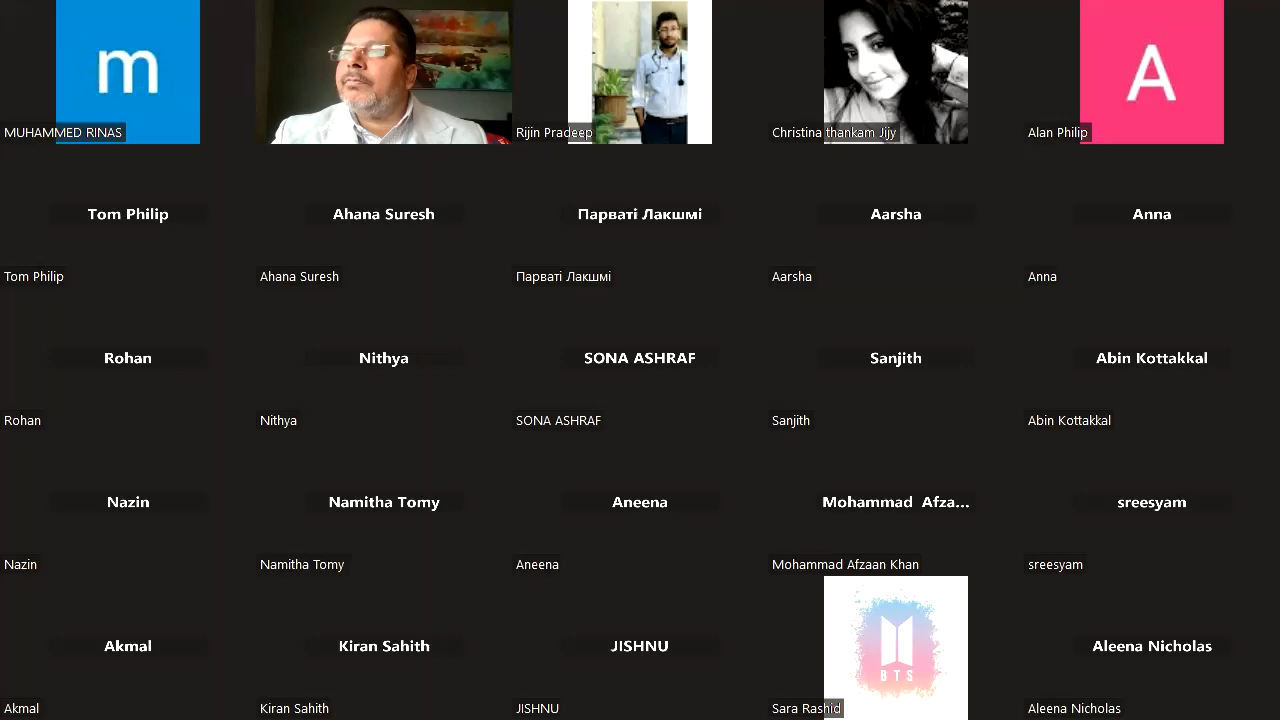 m
A
MUHAMMED RINAS
Rijin Pradeep
Christina thankam Jijy
Alan Philip
Tom Philip
Ahana Suresh
Парваті Лакшмі
Aarsha
Anna
Tom Philip
Ahana Suresh
Парваті Лакшмі
Aarsha
Anna
Rohan
Nithya
SONA ASHRAF
Sanjith
Abin Kottakkal
Rohan
Nithya
SONA ASHRAF
Sanjith
Abin Kottakkal
Nazin
Namitha Tomy
Aneena
Mohammad Afza...
sreesyam
Nazin
Namitha Tomy
Aneena
Mohammad Afzaan Khan
sreesyam
Akmal
Kiran Sahith
JISHNU
BTS
Aleena Nicholas
Akmal
Kiran Sahith
JISHNU
Sara Rashid
Aleena Nicholas